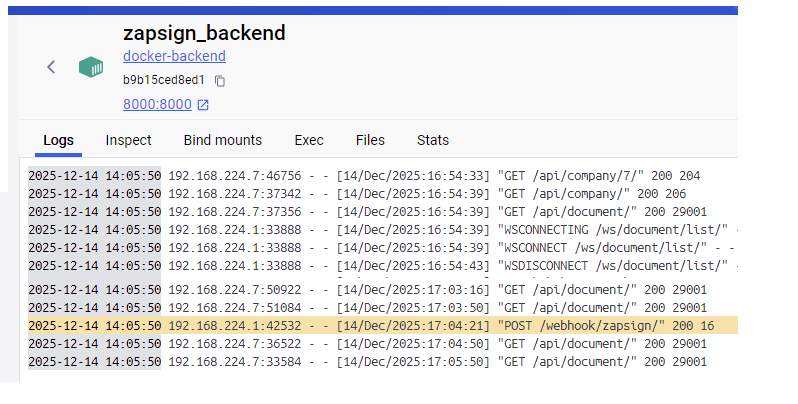 zapsign_backend
docker-backend
b9b15ced8ed1
8000:8000
Logs Inspect Bind mounts Exec Files Stats
2025-12-14 14:05:50 192.168.224.7:46756 - - [14/Dec/2025:16:54:33] "GET /api/company/7/" 200 204
2025-12-14 14:05:50 192.168.224.7:37342 - - [14/Dec/2025:16:54:39] "GET /api/company/" 200 206
2025-12-14 14:05:50 192.168.224.7:37356 - - [14/Dec/2025:16:54:39] "GET /api/document/" 200 29001
2025-12-14 14:05:50 192.168.224.1:33888 - - [14/Dec/2025:16:54:39] "WSCONNECTING /ws/document/list/" -
2025-12-14 14:05:50 192.168.224.1:33888 - - [14/Dec/2025:16:54:39] "WSCONNECT /ws/document/list/" - -
2025-12-14 14:05:50 192.168.224.1:33888 - - [14/Dec/2025:16:54:43] "WSDISCONNECT /ws/document/list/" -
2025-12-14 14:05:50 192.168.224.7:50922 - - [14/Dec/2025:17:03:16] "GET /api/document/" 200 29001
2025-12-14 14:05:50 192.168.224.7:51084 - - [14/Dec/2025:17:03:50] "GET /api/document/" 200 29001
2025-12-14 14:05:50 192.168.224.1:42532 - - [14/Dec/2025:17:04:21] "POST /webhook/zapsign/" 200 16
2025-12-14 14:05:50 192.168.224.7:36522 - - [14/Dec/2025:17:04:50] "GET /api/document/" 200 29001
2025-12-14 14:05:50 192.168.224.7:33584 - - [14/Dec/2025:17:05:50] "GET /api/document/" 200 29001